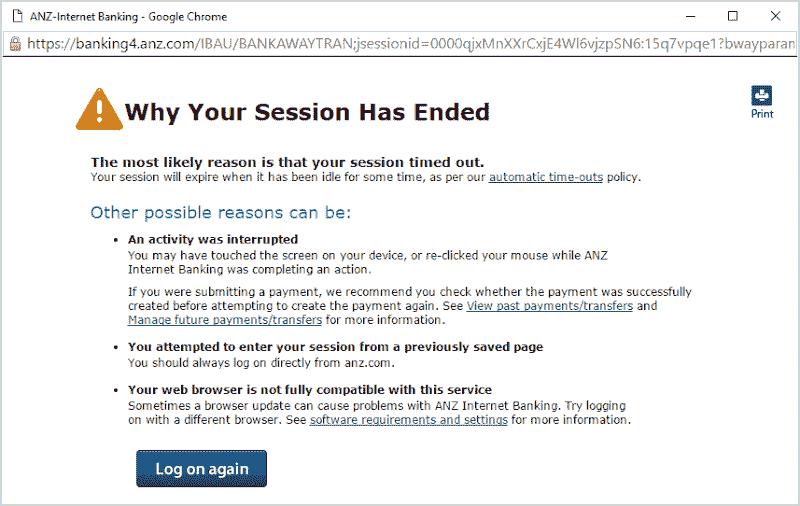 ANZ-Internet Banking - Google Chrome
https://banking4.anz.com/IBAU/BANKAWAYTRAN;jsessionid=0000qjxMnXXrCxjE4Wl6vjzpSN6:15q7vpqe1?bwayparan
Why Your Session Has Ended
Print
The most likely reason is that your session timed out.
Your session will expire when it has been idle for some time, as per our automatic time-outs policy.
Other possible reasons can be:
• An activity was interrupted
You may have touched the screen on your device, or re-clicked your mouse while ANZ
Internet Banking was completing an action.
If you were submitting a payment, we recommend you check whether the payment was successfully
created before attempting to create the payment again. See View past payments/transfers and
Manage future payments/transfers for more information.
• You attempted to enter your session from a previously saved page
You should always log on directly from anz.com.
• Your web browser is not fully compatible with this service
Sometimes a browser update can cause problems with ANZ Internet Banking. Try logging
on with a different browser. See software requirements and settings for more information.
Log on again